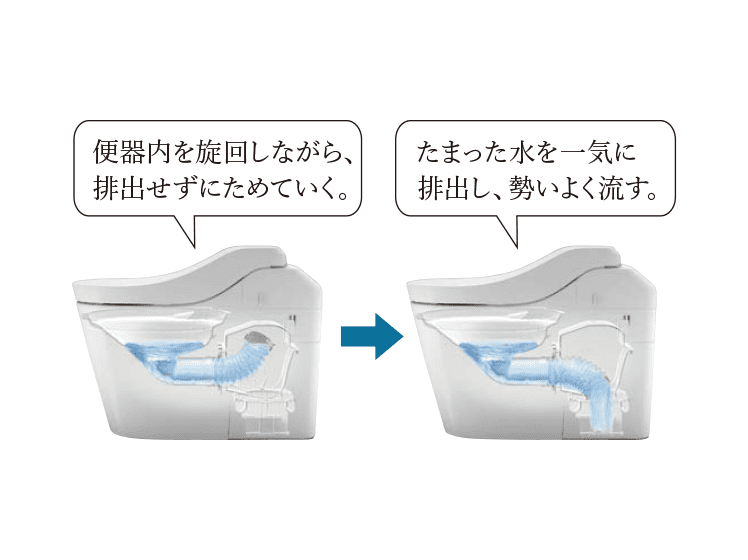 便器内を旋回しながら、
排出せずにためていく。
たまった水を一気に
排出し、勢いよく流す。